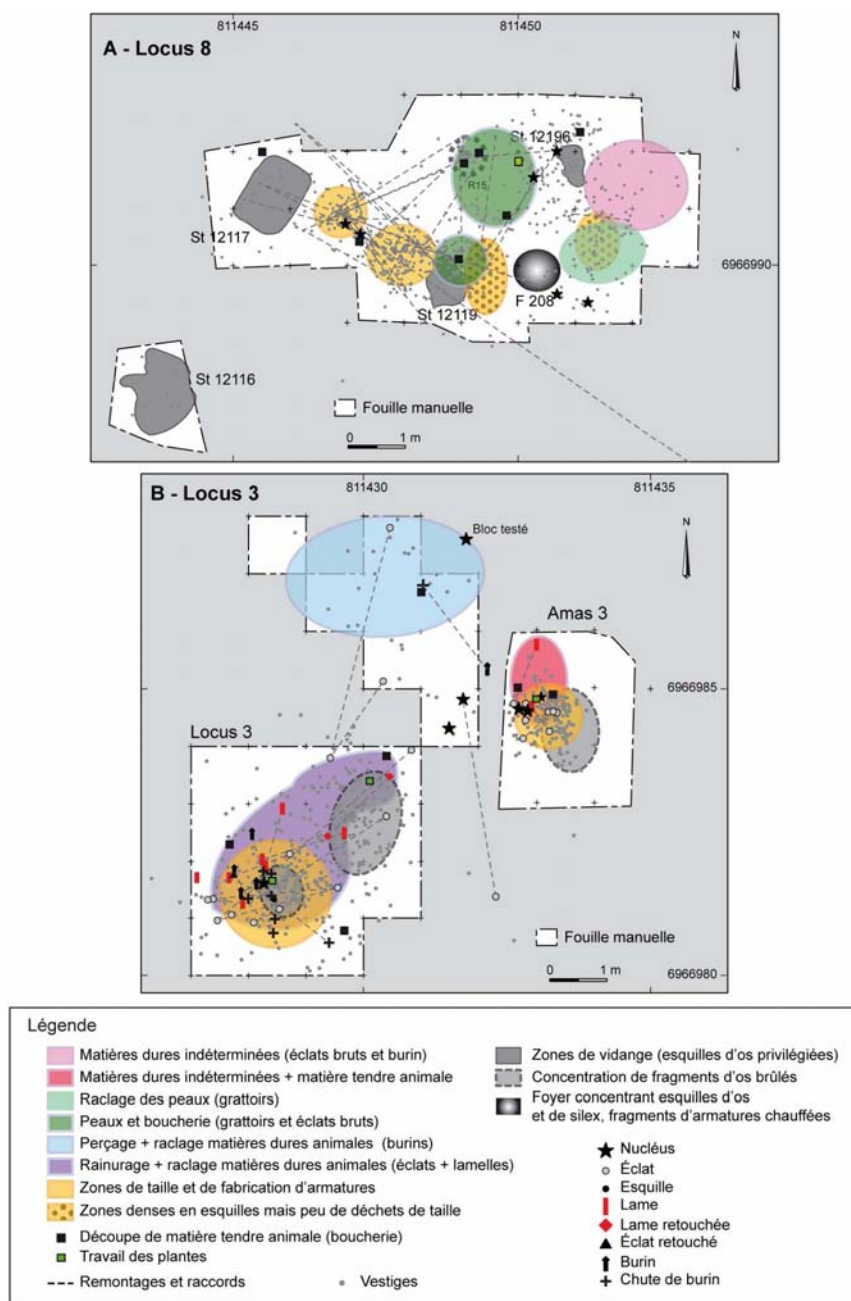 811445
811450
A - Locus 8
N
St 12196
R15
St 12117
6966990
St 12119
F 208
St 12116
Fouille manuelle
0 1 m
B - Locus 3
811430
811435
Bloc testé
N
Amas 3
6966985
Locus 3
Fouille manuelle
0 1 m
6966980
Légende
Matières dures indéterminées (éclats bruts et burin)
Matières dures indéterminées + matière tendre animale
Raclage des peaux (grattoirs)
Peaux et boucherie (grattoirs et éclats bruts)
Perçage + raclage matières dures animales (burins)
Rainurage + raclage matières dures animales (éclats + lamelles)
Zones de taille et de fabrication d'armatures
Zones denses en esquilles mais peu de déchets de taille
Découpe de matière tendre animale (boucherie)
Travail des plantes
Remontages et raccords
Vestiges
Zones de vidange (esquilles d'os privilégiées)
Concentration de fragments d'os brûlés
Foyer concentrant esquilles d'os
et de silex, fragments d'armatures chauffées
Nucléus
Éclat
Esquille
Lame
Lame retouchée
Éclat retouché
Burin
Chute de burin